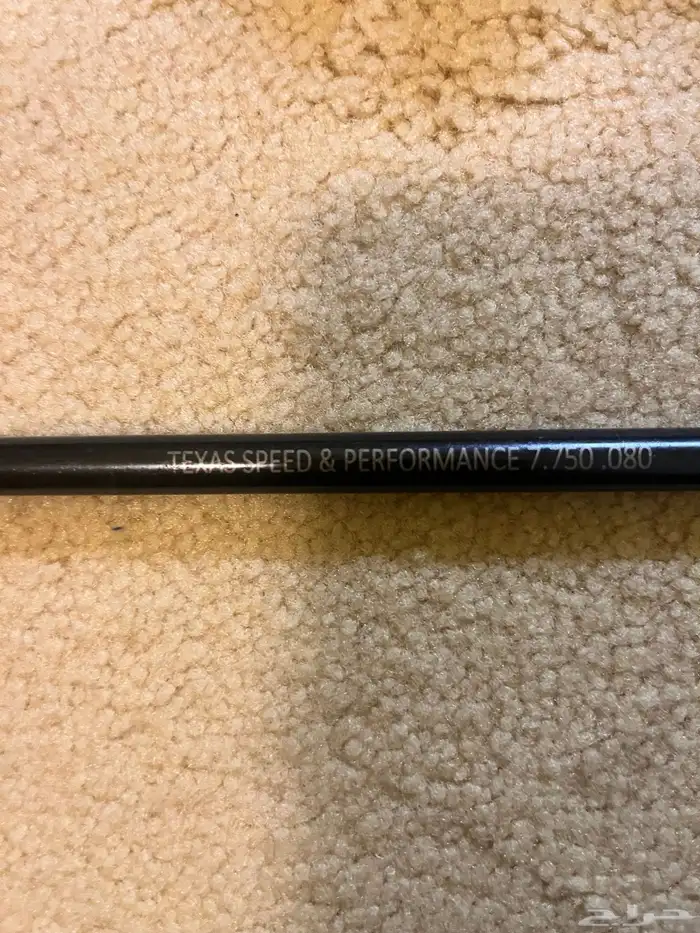 TEXAS SPEED & PERFORMANCE 7.750 .080
حراج